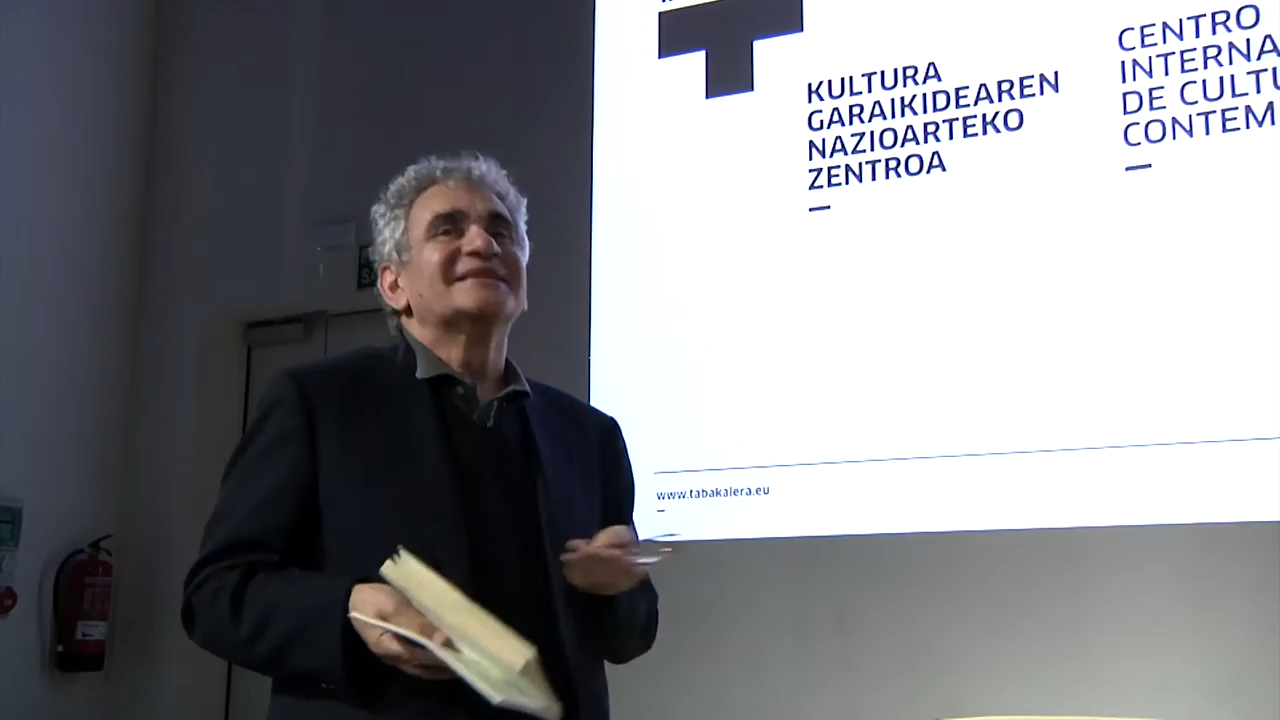 KULTURA
GARAIKIDEAREN
NAZIOARTEKO
ZENTROA
CENTRO
INTERNA
DE CULTU
CONTEM
www.tabakalera.eu